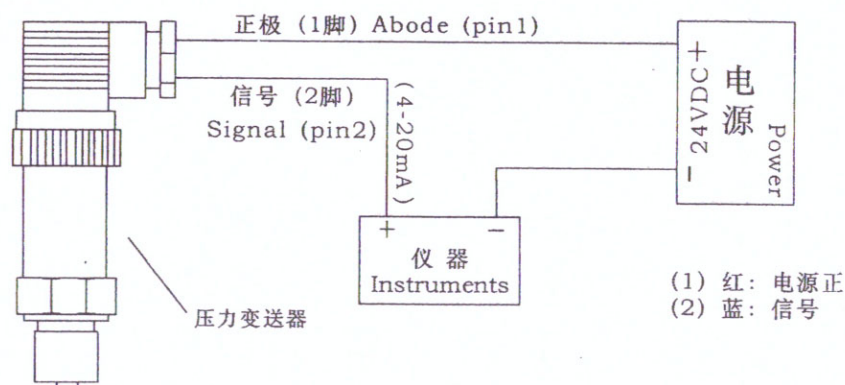 正极 (1脚) Abode (pin1)
信号 (2脚)
Signal (pin2)
(4-20mA)
+
−
仪器
Instruments
− 24VDC+
电源
Power
压力变送器
(1) 红: 电源正
(2) 蓝: 信号